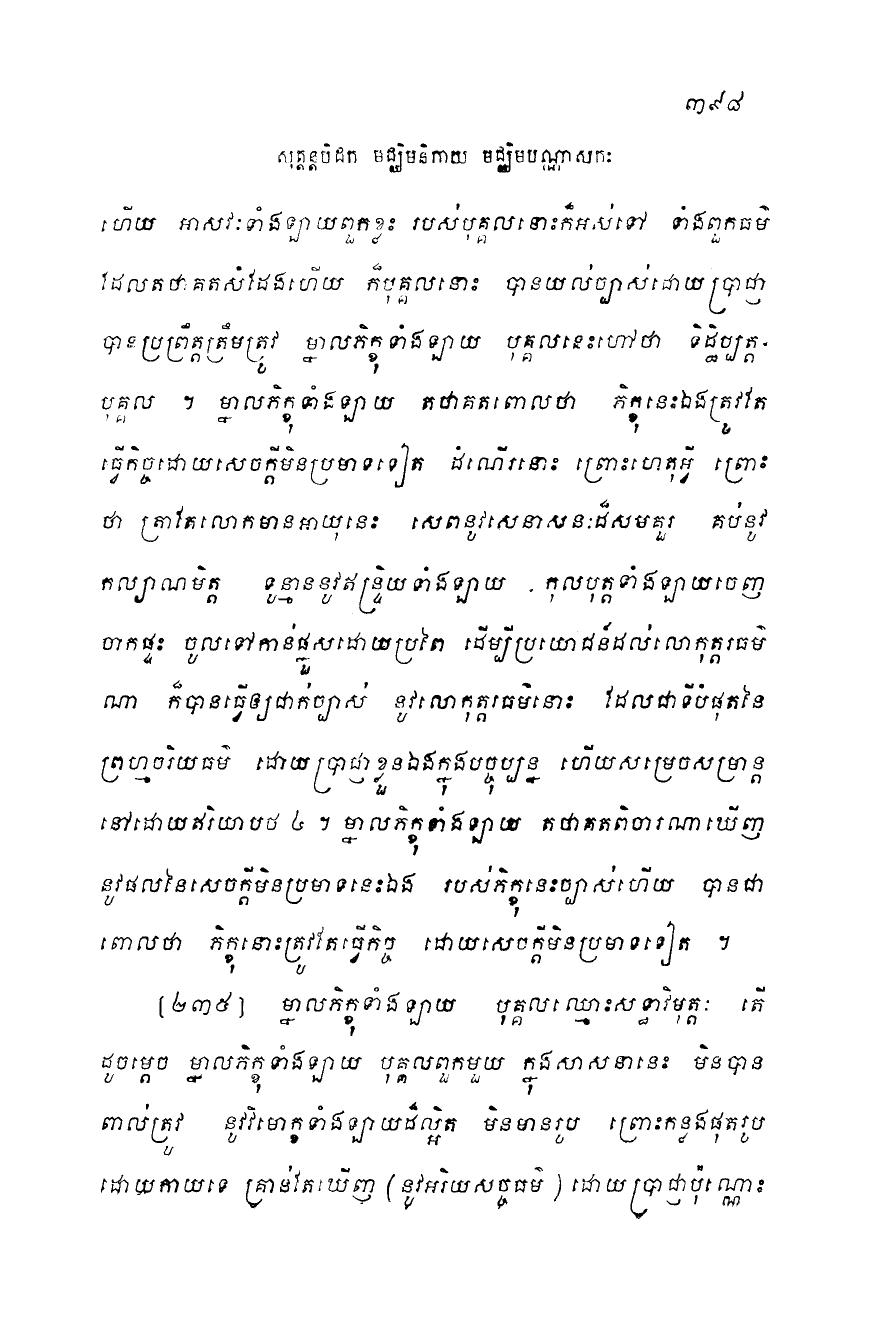 ៣៩៨
សុត្តន្តបិដក មជ្ឈិមនិកាយ មជ្ឈិមបណ្ណាសកៈ
ហើយ អាសវៈទាំងឡាយពួកខ្លះ របស់បុគ្គលនោះក៏អស់ទៅ ទាំងពួកធម៌
ដែលតថាគតសំដែងហើយ ក៏បុគ្គលនោះ បានយល់ច្បាស់ដោយប្រាជ្ញា
បានប្រព្រឹត្តត្រឹមត្រូវ ម្នាលភិក្ខុទាំងឡាយ បុគ្គលនេះហៅថា ទិដ្ឋិប្បត្ត-
បុគ្គល ។ ម្នាលភិក្ខុទាំងឡាយ តថាគតពោលថា ភិក្ខុនេះឯងត្រូវតែ
ធ្វើកិច្ចដោយសេចក្តីមិនប្រមាទទៀត ដំណើរនោះ ព្រោះហេតុអ្វី ព្រោះ
ថា ត្រាតែលោកមានអាយុនេះ សេពនូវសេនាសនៈដ៏សមគួរ គប់នូវ
កល្យាណមិត្ត ទូន្មាននូវឥន្ទ្រិយទាំងឡាយ . កុលបុត្តទាំងឡាយចេញ
ចាកផ្ទះ ចូលទៅកាន់ផ្នួសដោយប្រពៃ ដើម្បីប្រយោជន៍ដល់លោកុត្តរធម៌
ណា ក៏បានធ្វើឲ្យជាក់ច្បាស់ នូវលោកុត្តរធម៌នោះ ដែលជាទីបំផុតនៃ
ព្រហ្មចរិយធម៌ ដោយប្រាជ្ញាខ្លួនឯងក្នុងបច្ចុប្បន្ន ហើយសម្រេចសម្រាន្ត
នៅដោយឥរិយាបថ ៤ ។ ម្នាលភិក្ខុទាំងឡាយ តថាគតពិចារណាឃើញ
នូវផលនៃសេចក្តីមិនប្រមាទនេះឯង របស់ភិក្ខុនេះច្បាស់ហើយ បានជា
ពោលថា ភិក្ខុនោះត្រូវតែធ្វើកិច្ច ដោយសេចក្តីមិនប្រមាទទៀត ។
[២៣៥] ម្នាលភិក្ខុទាំងឡាយ បុគ្គលឈ្មោះសទ្ធាវិមុត្តៈ តើ
ដូចម្តេច ម្នាលភិក្ខុទាំងឡាយ បុគ្គលពួកមួយ ក្នុងសាសនានេះ មិនបាន
ពាល់ត្រូវ នូវវិមោក្ខទាំងឡាយដ៏ល្អិត មិនមានរូប ព្រោះកន្លងផុតរូប
ដោយកាយទេ គ្រាន់តែឃើញ (នូវអរិយសច្ចធម៌ ) ដោយប្រាជ្ញាប៉ុណ្ណោះ